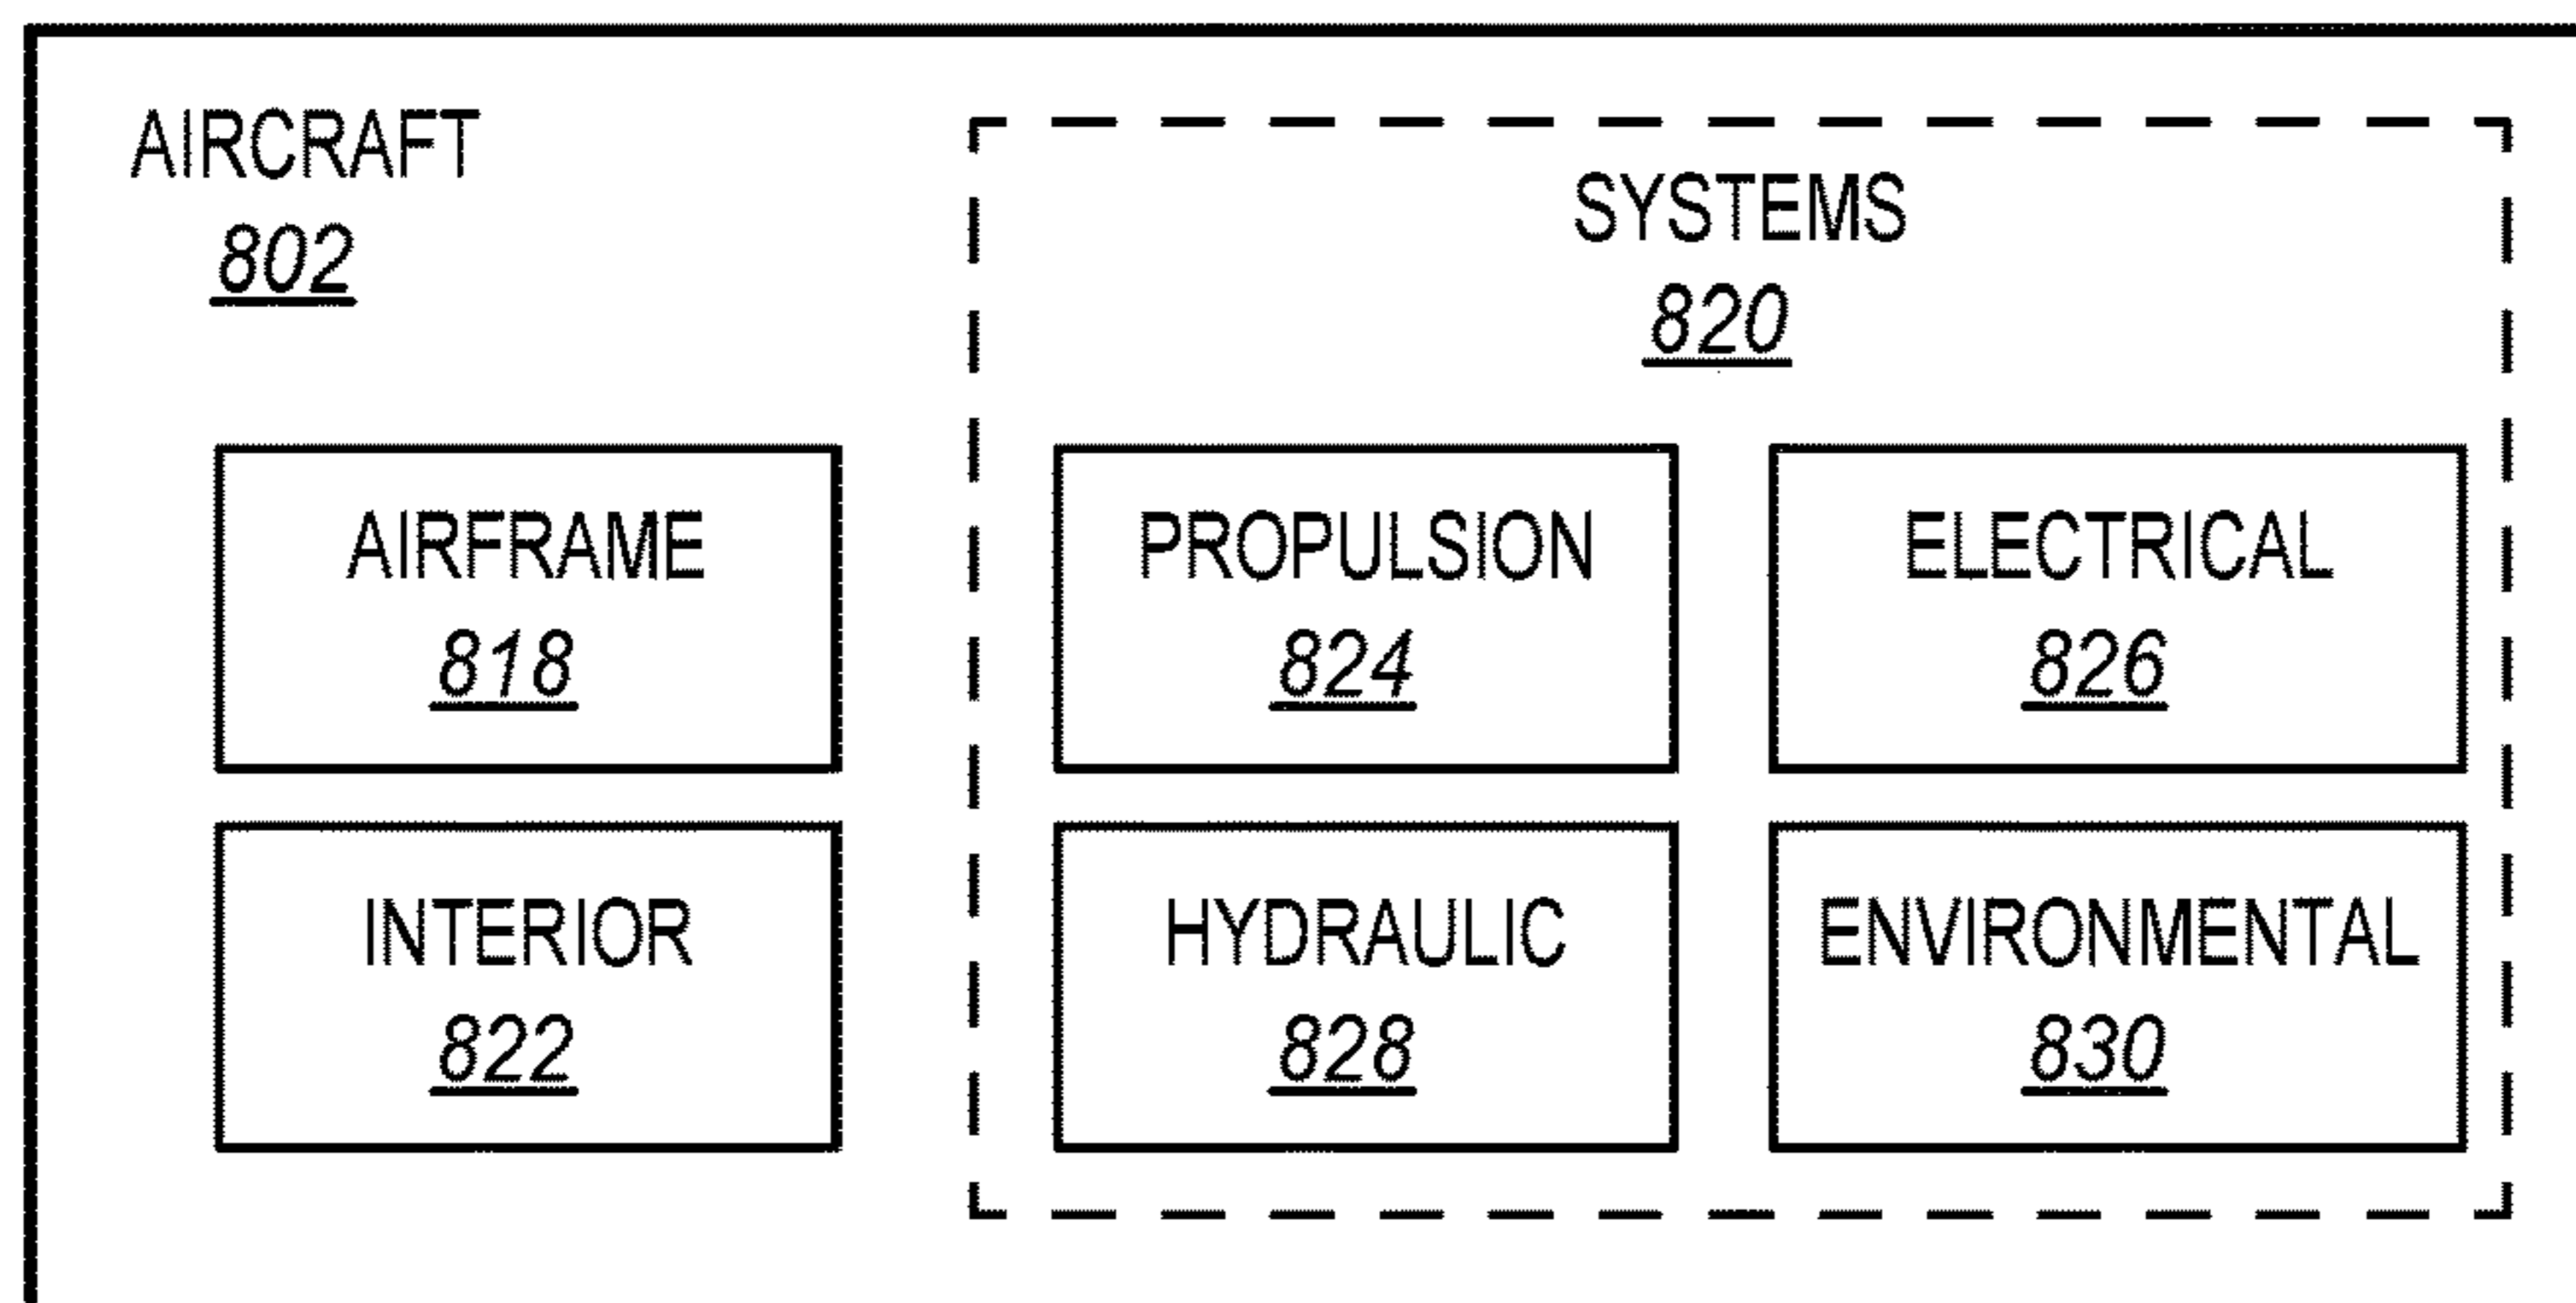 AIRCRAFT
802
SYSTEMS
820
AIRFRAME
818
PROPULSION
824
ELECTRICAL
826
INTERIOR
822
HYDRAULIC
828
ENVIRONMENTAL
830